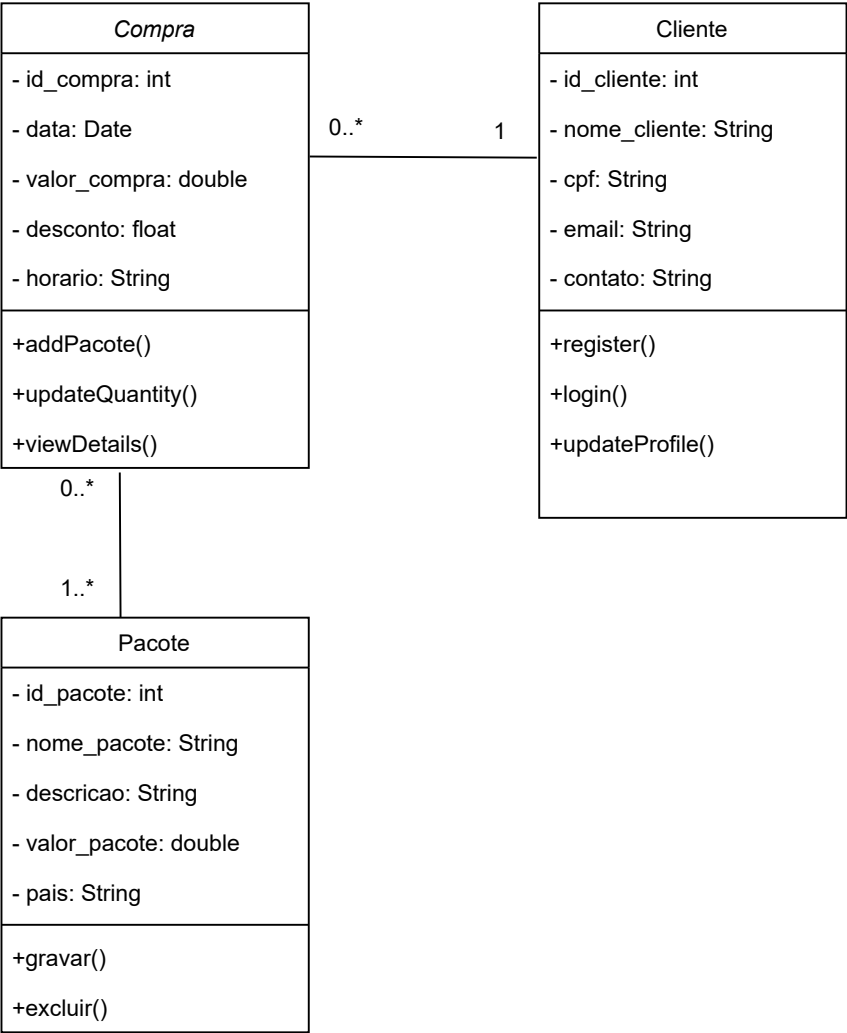 Compra
- id_compra: int
- data: Date
- valor_compra: double
- desconto: float
- horario: String
+addPacote()
+updateQuantity()
+viewDetails()
0..*
1
Cliente
- id_cliente: int
- nome_cliente: String
- cpf: String
- email: String
- contato: String
+register()
+login()
+updateProfile()
0..*
1..*
Pacote
- id_pacote: int
- nome_pacote: String
- descricao: String
- valor_pacote: double
- pais: String
+gravar()
+excluir()